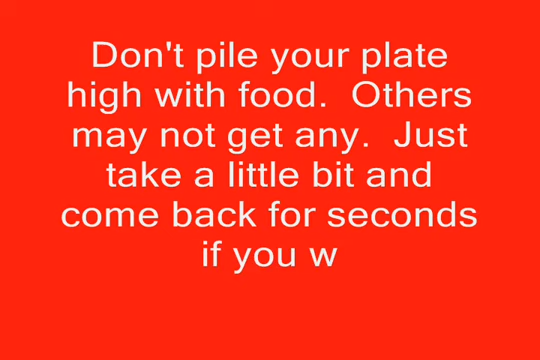 Don't pile your plate
high with food.  Others
may not get any.  Just
take a little bit and
come back for seconds
if you w